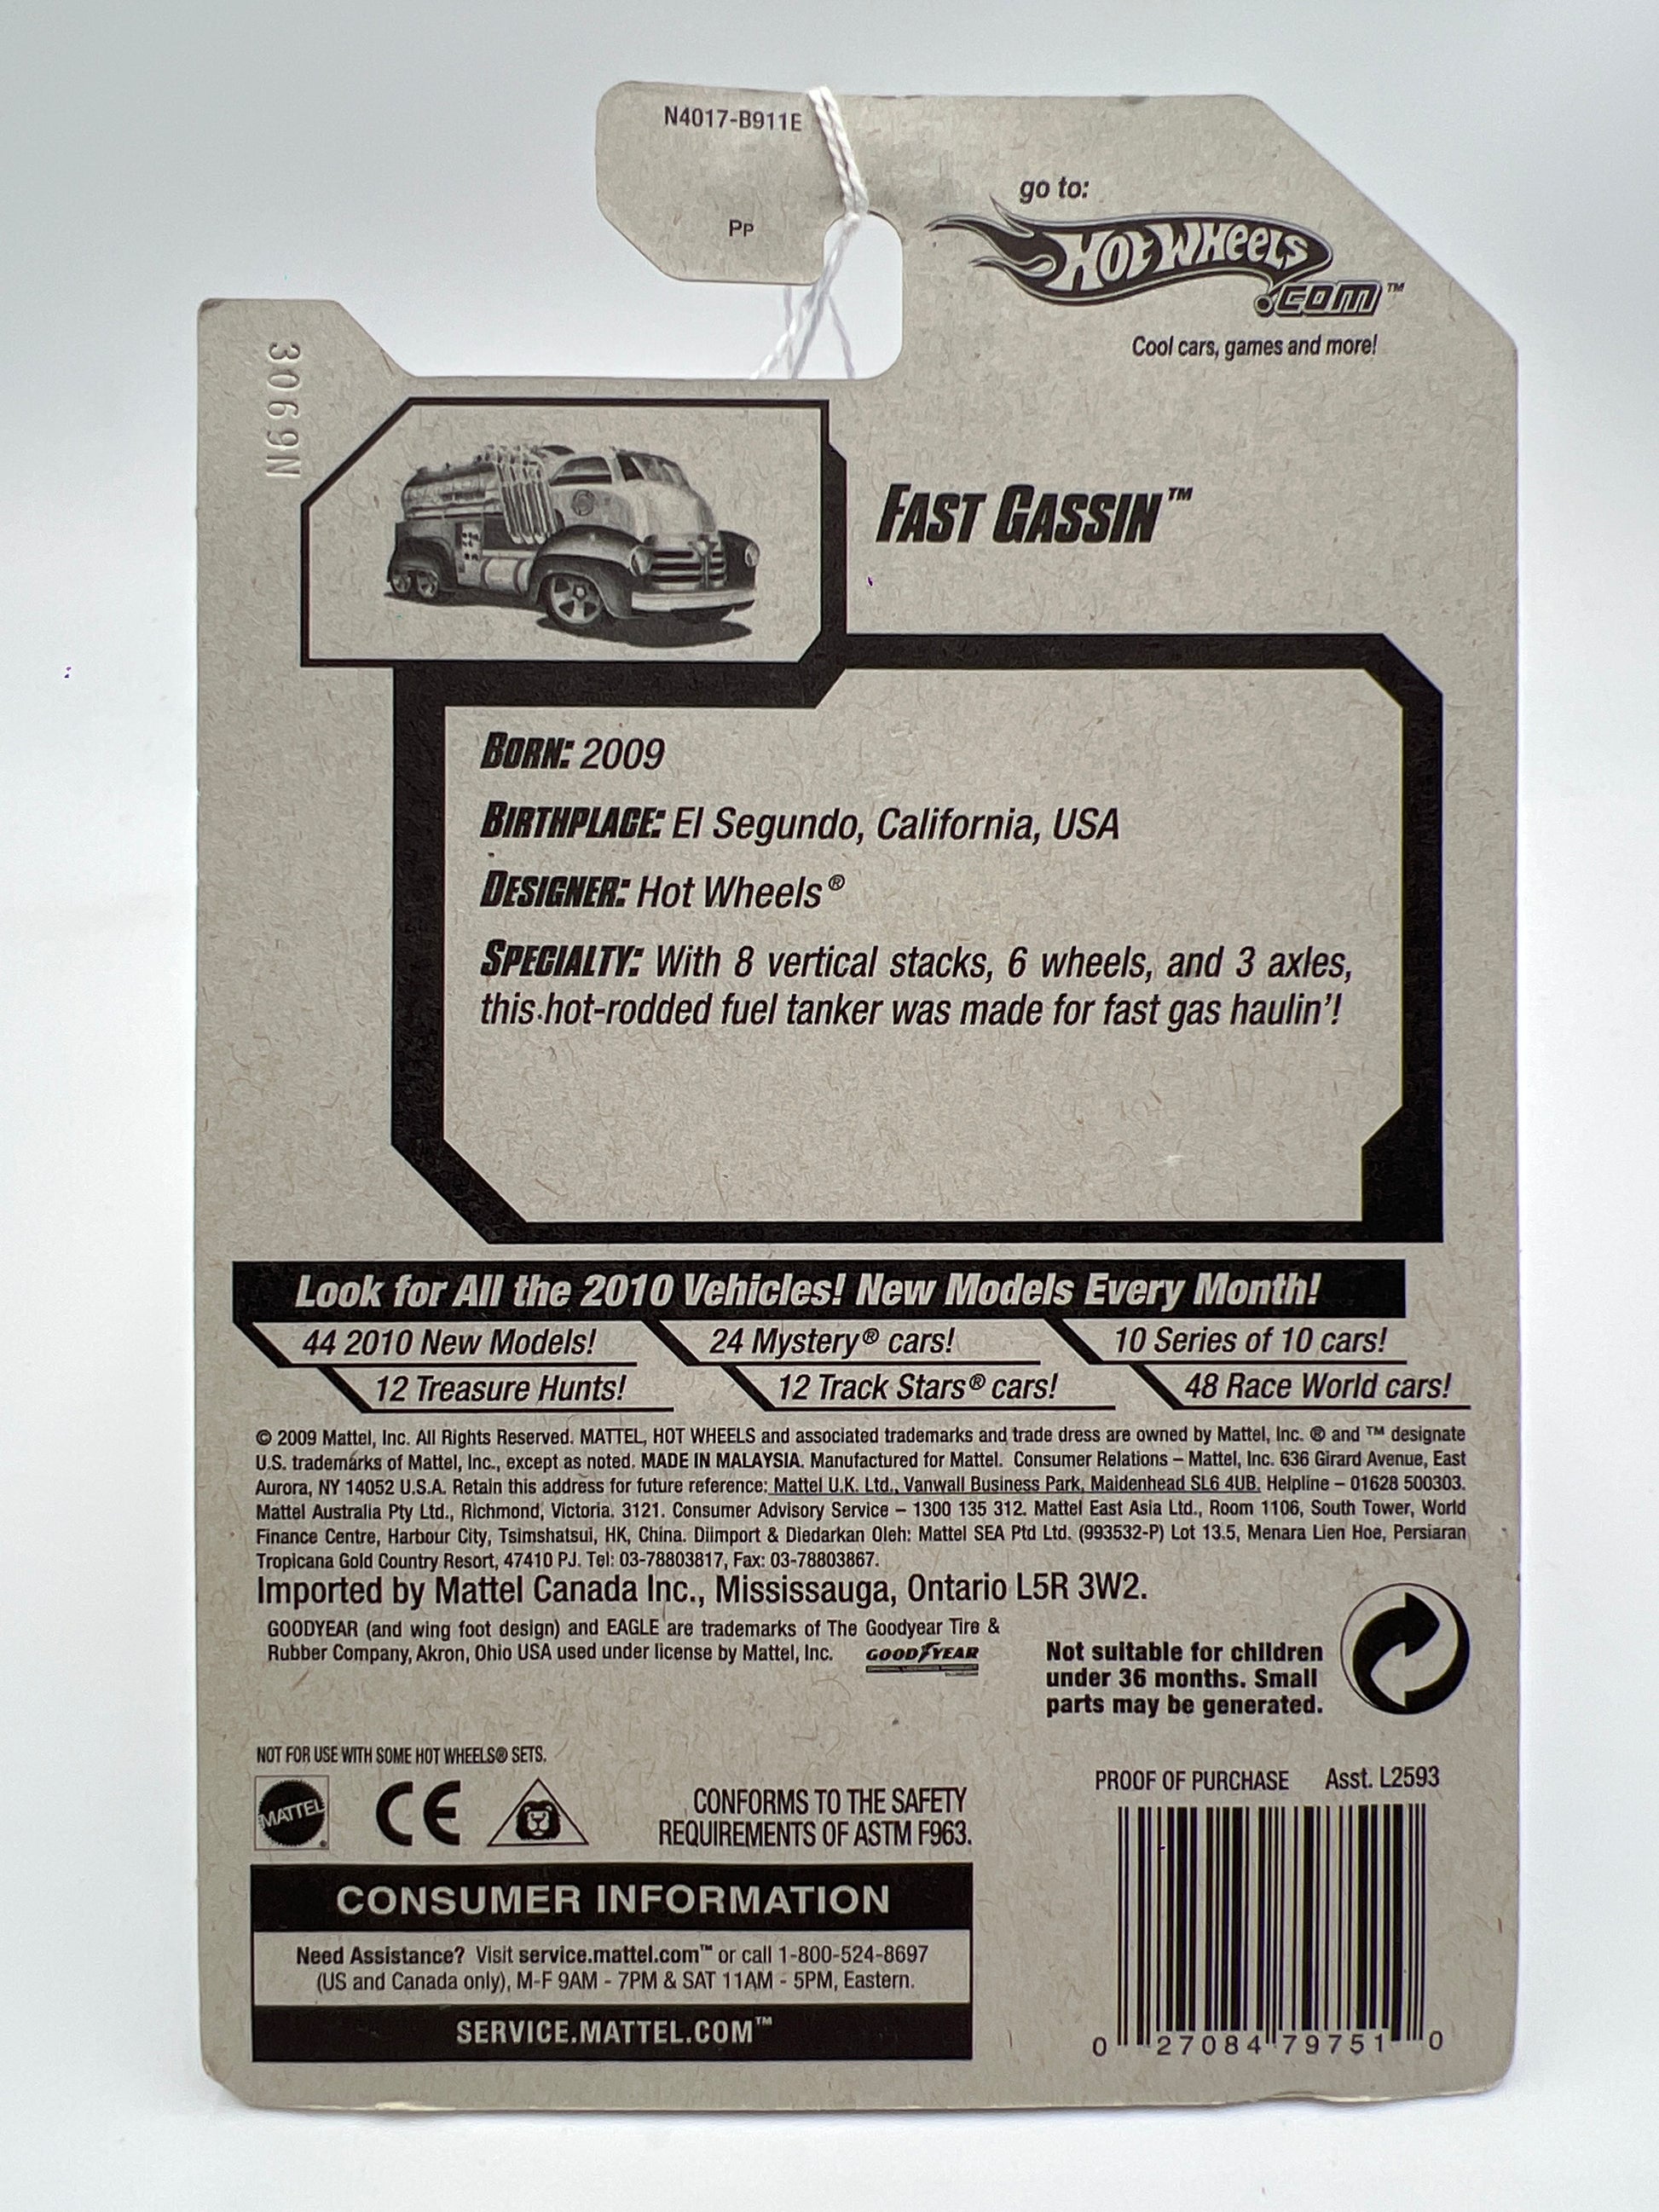 N4017-B911E
Pp
go to:
Hot Wheels
.com™
Cool cars, games and more!
3069N
FAST GASSIN™
BORN: 2009
BIRTHPLACE: El Segundo, California, USA
DESIGNER: Hot Wheels®
SPECIALTY: With 8 vertical stacks, 6 wheels, and 3 axles,
this hot-rodded fuel tanker was made for fast gas haulin'!
Look for All the 2010 Vehicles! New Models Every Month!
44 2010 New Models!
24 Mystery® cars!
10 Series of 10 cars!
12 Treasure Hunts!
12 Track Stars® cars!
48 Race World cars!
© 2009 Mattel, Inc. All Rights Reserved. MATTEL, HOT WHEELS and associated trademarks and trade dress are owned by Mattel, Inc. ® and ™ designate
U.S. trademarks of Mattel, Inc., except as noted. MADE IN MALAYSIA. Manufactured for Mattel. Consumer Relations – Mattel, Inc. 636 Girard Avenue, East
Aurora, NY 14052 U.S.A. Retain this address for future reference: Mattel U.K. Ltd., Vanwall Business Park, Maidenhead SL6 4UB. Helpline – 01628 500303.
Mattel Australia Pty Ltd., Richmond, Victoria. 3121. Consumer Advisory Service – 1300 135 312. Mattel East Asia Ltd., Room 1106, South Tower, World
Finance Centre, Harbour City, Tsimshatsui, HK, China. Diimport & Diedarkan Oleh: Mattel SEA Ptd Ltd. (993532-P) Lot 13.5, Menara Lien Hoe, Persiaran
Tropicana Gold Country Resort, 47410 PJ. Tel: 03-78803817, Fax: 03-78803867.
Imported by Mattel Canada Inc., Mississauga, Ontario L5R 3W2.
GOODYEAR (and wing foot design) and EAGLE are trademarks of The Goodyear Tire &
Rubber Company, Akron, Ohio USA used under license by Mattel, Inc.
GOODYEAR
Not suitable for children
under 36 months. Small
parts may be generated.
NOT FOR USE WITH SOME HOT WHEELS® SETS.
MATTEL
CE
CONFORMS TO THE SAFETY
REQUIREMENTS OF ASTM F963.
PROOF OF PURCHASE Asst. L2593
CONSUMER INFORMATION
Need Assistance? Visit service.mattel.com™ or call 1-800-524-8697
(US and Canada only), M-F 9AM - 7PM & SAT 11AM - 5PM, Eastern.
SERVICE.MATTEL.COM™
0 27084 79751 0